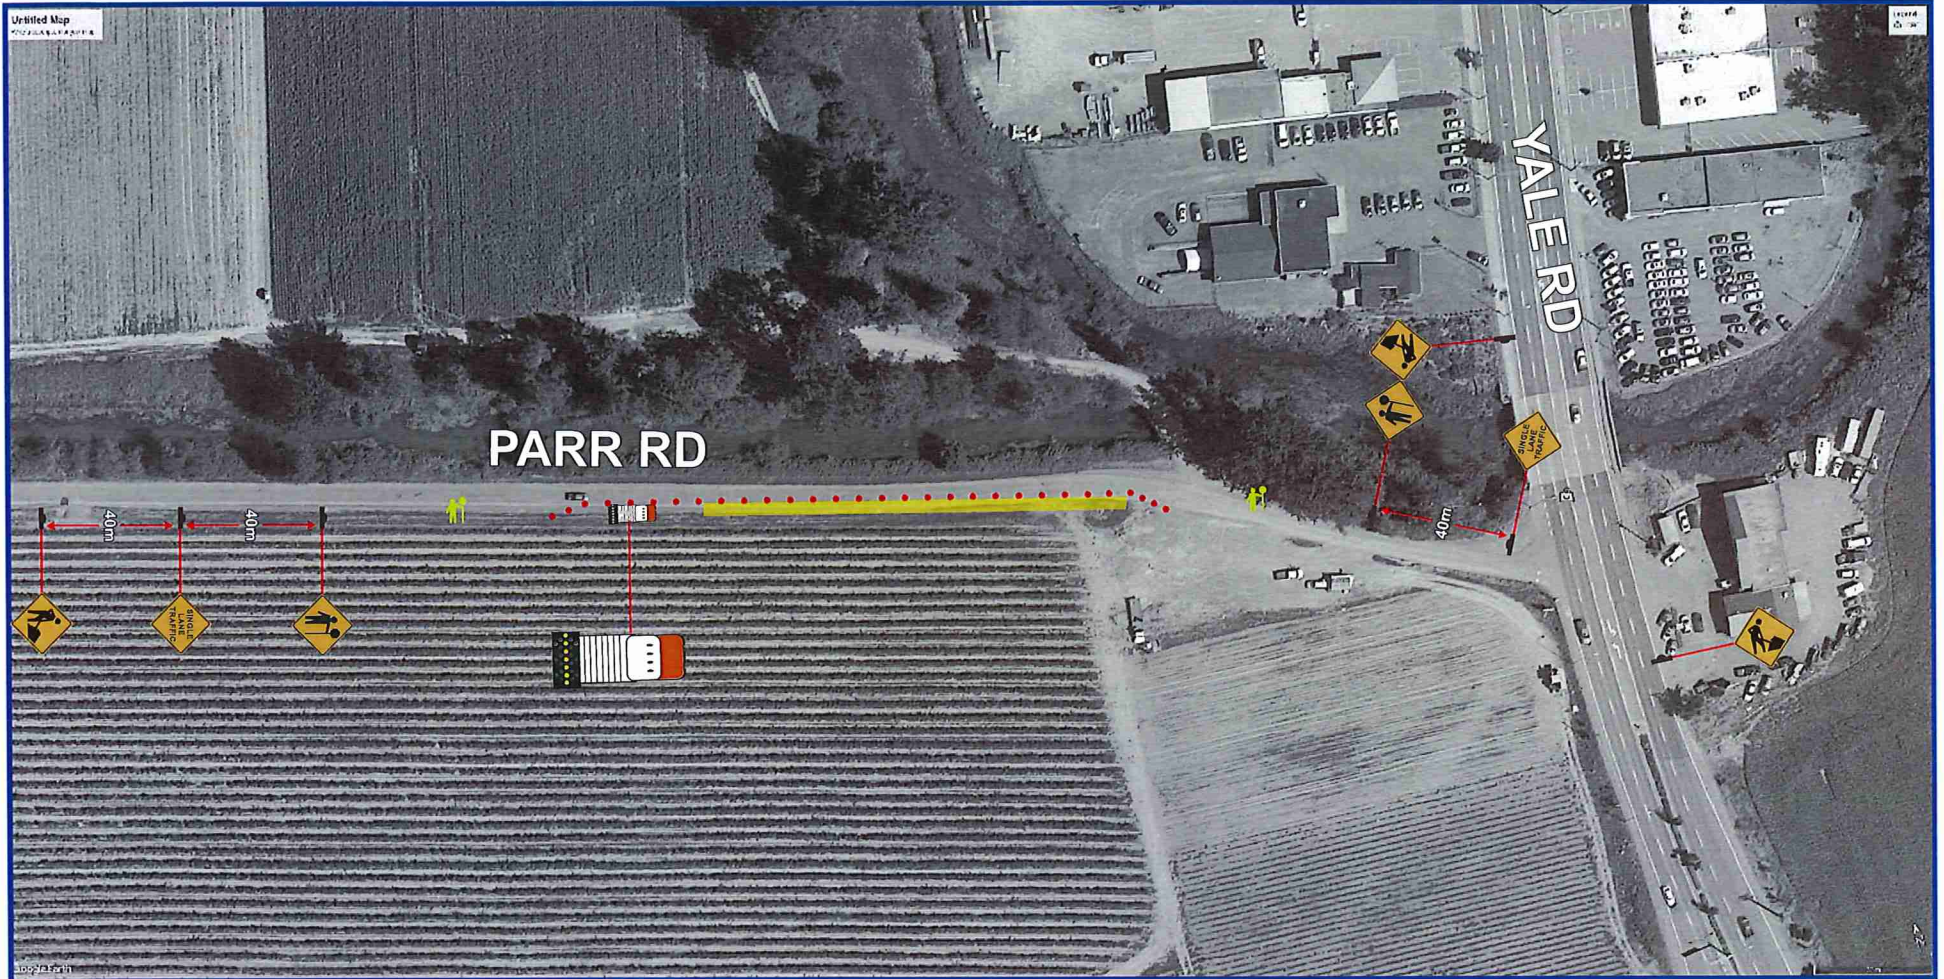 Untitled Map
YALE RD
SINGLE
LANE
TRAFFIC
PARR RD
40m
40m
40m
SINGLE
LANE
TRAFFIC
Google Earth